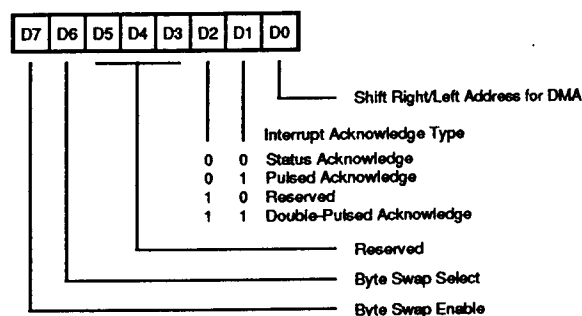 D7 D6 D5 D4 D3 D2 D1 D0
Shift Right/Left Address for DMA
Interrupt Acknowledge Type
0 0 Status Acknowledge
0 1 Pulsed Acknowledge
1 0 Reserved
1 1 Double-Pulsed Acknowledge
Reserved
Byte Swap Select
Byte Swap Enable